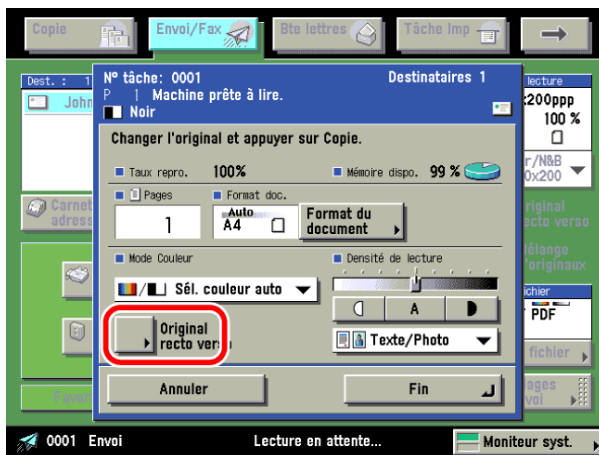 Copie
Envoi/Fax
Bte lettres
Tâche Imp
Dest. : 1
John
Carnet
adress
Favor
Nº tâche: 0001
Destinataires 1
P 1 Machine prête à lire.
Noir
Changer l'original et appuyer sur Copie.
Taux repro. 100%
Mémoire dispo. 99 %
Pages
Format doc.
1
Auto
A4
Format du
document
Mode Couleur
Densité de lecture
Sél. couleur auto
A
Original
recto verso
Texte/Photo
Annuler
Fin
lecture
:200ppp
100 %
r/N&B
0x200
riginal
ecto verso
élange
'originaux
ichier
PDF
fichier
lages
voi
0001 Envoi
Lecture en attente...
Moniteur syst.